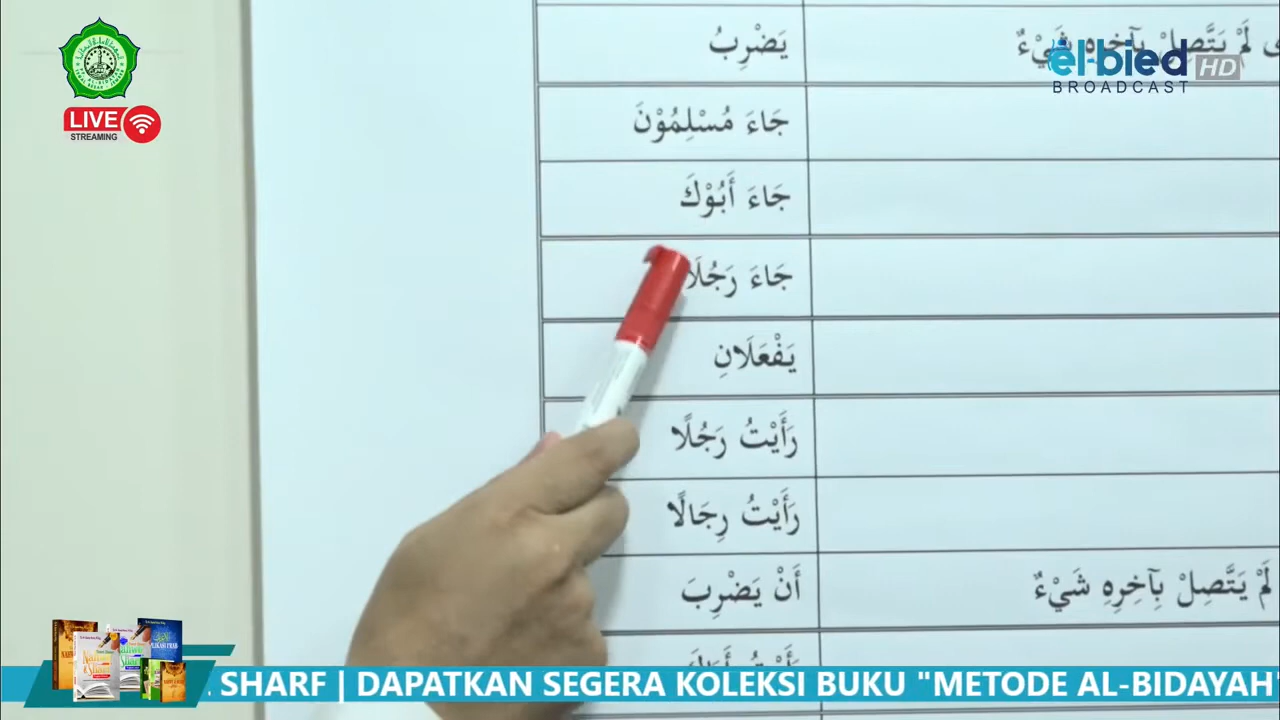 LIVE
STREAMING
el-bied HD
BROADCAST
لَمْ يَتَّصِلْ بِآخِرِهِ شَيْءٌ
يَضْرِبُ
جَاءَ مُسْلِمُوْنَ
جَاءَ أَبُوْكَ
جَاءَ
يَفْعَلَانِ
رَأَيْتُ رَجُلًا
رَأَيْتُ رِجَالًا
لَمْ يَتَّصِلْ بِآخِرِهِ شَيْءٌ
أَنْ يَضْرِبَ
SHARF | DAPATKAN SEGERA KOLEKSI BUKU "METODE AL-BIDAYAH"